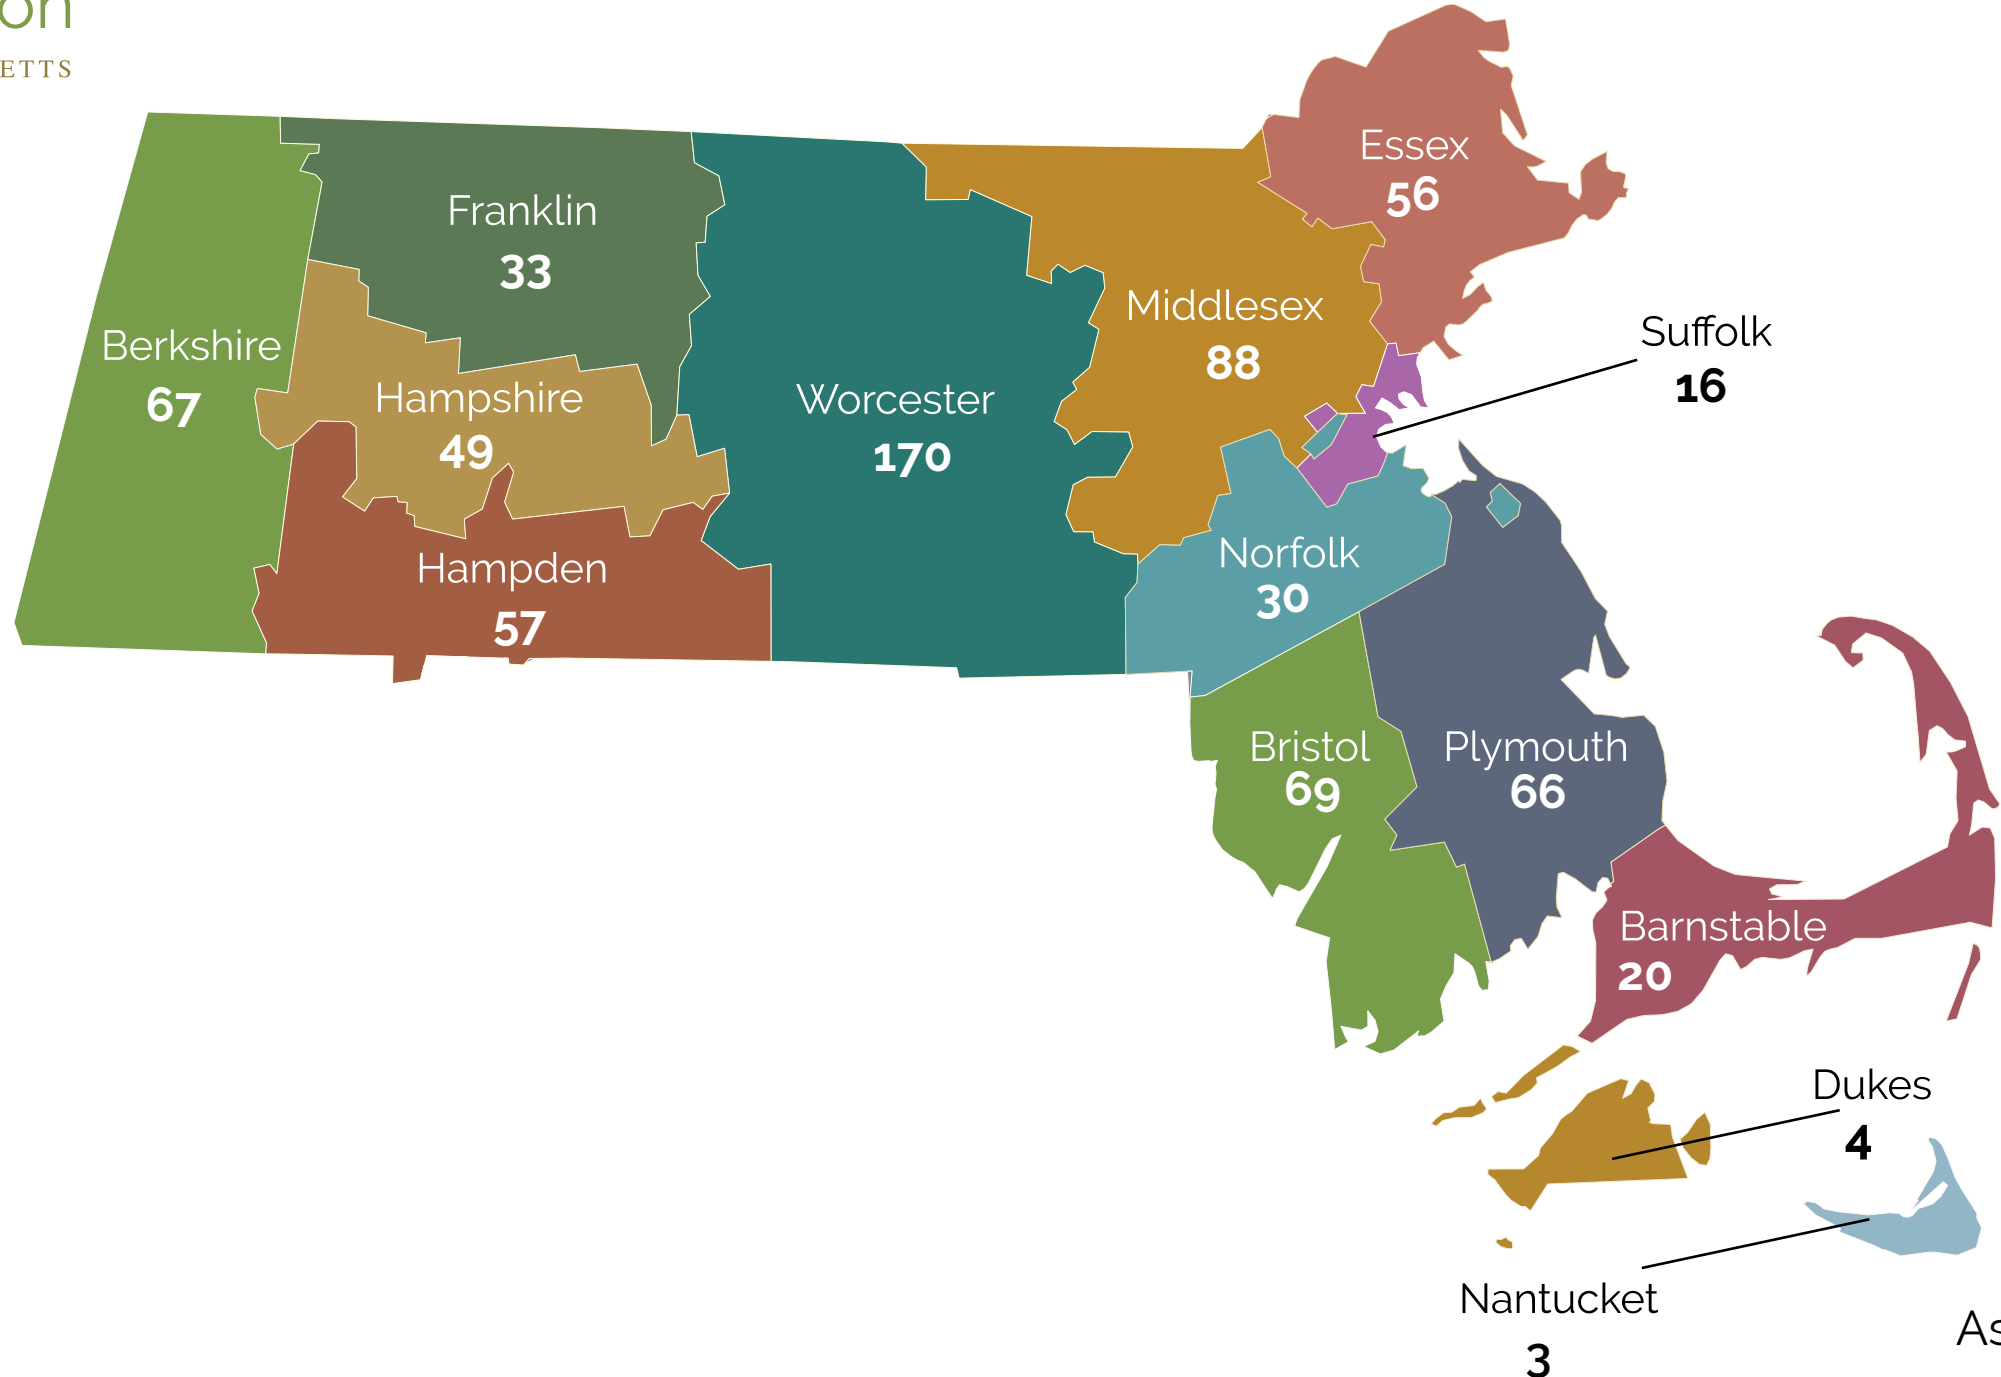 on
ETTS
Essex
56
Franklin
33
Middlesex
88
Suffolk
16
Berkshire
67
Hampshire
49
Worcester
170
Hampden
57
Norfolk
30
Bristol
69
Plymouth
66
Barnstable
20
Dukes
4
Nantucket
3
As